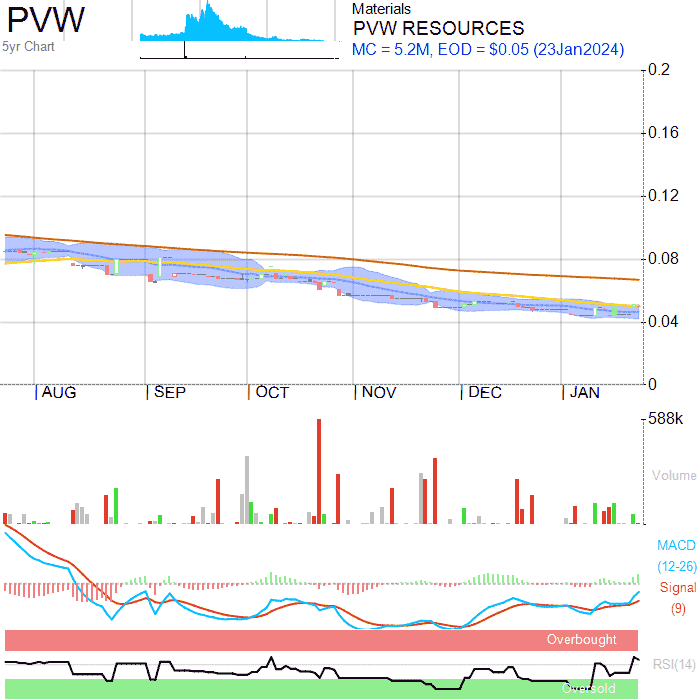 PVW
5yr Chart
Materials
PVW RESOURCES
MC = 5.2M, EOD = $0.05 (23Jan2024)
0.2
0.16
0.12
0.08
0.04
0
AUG SEP OCT NOV DEC JAN
588k
Volume
MACD
(12-26)
Signal
(9)
Overbought
RSI(14)
Oversold